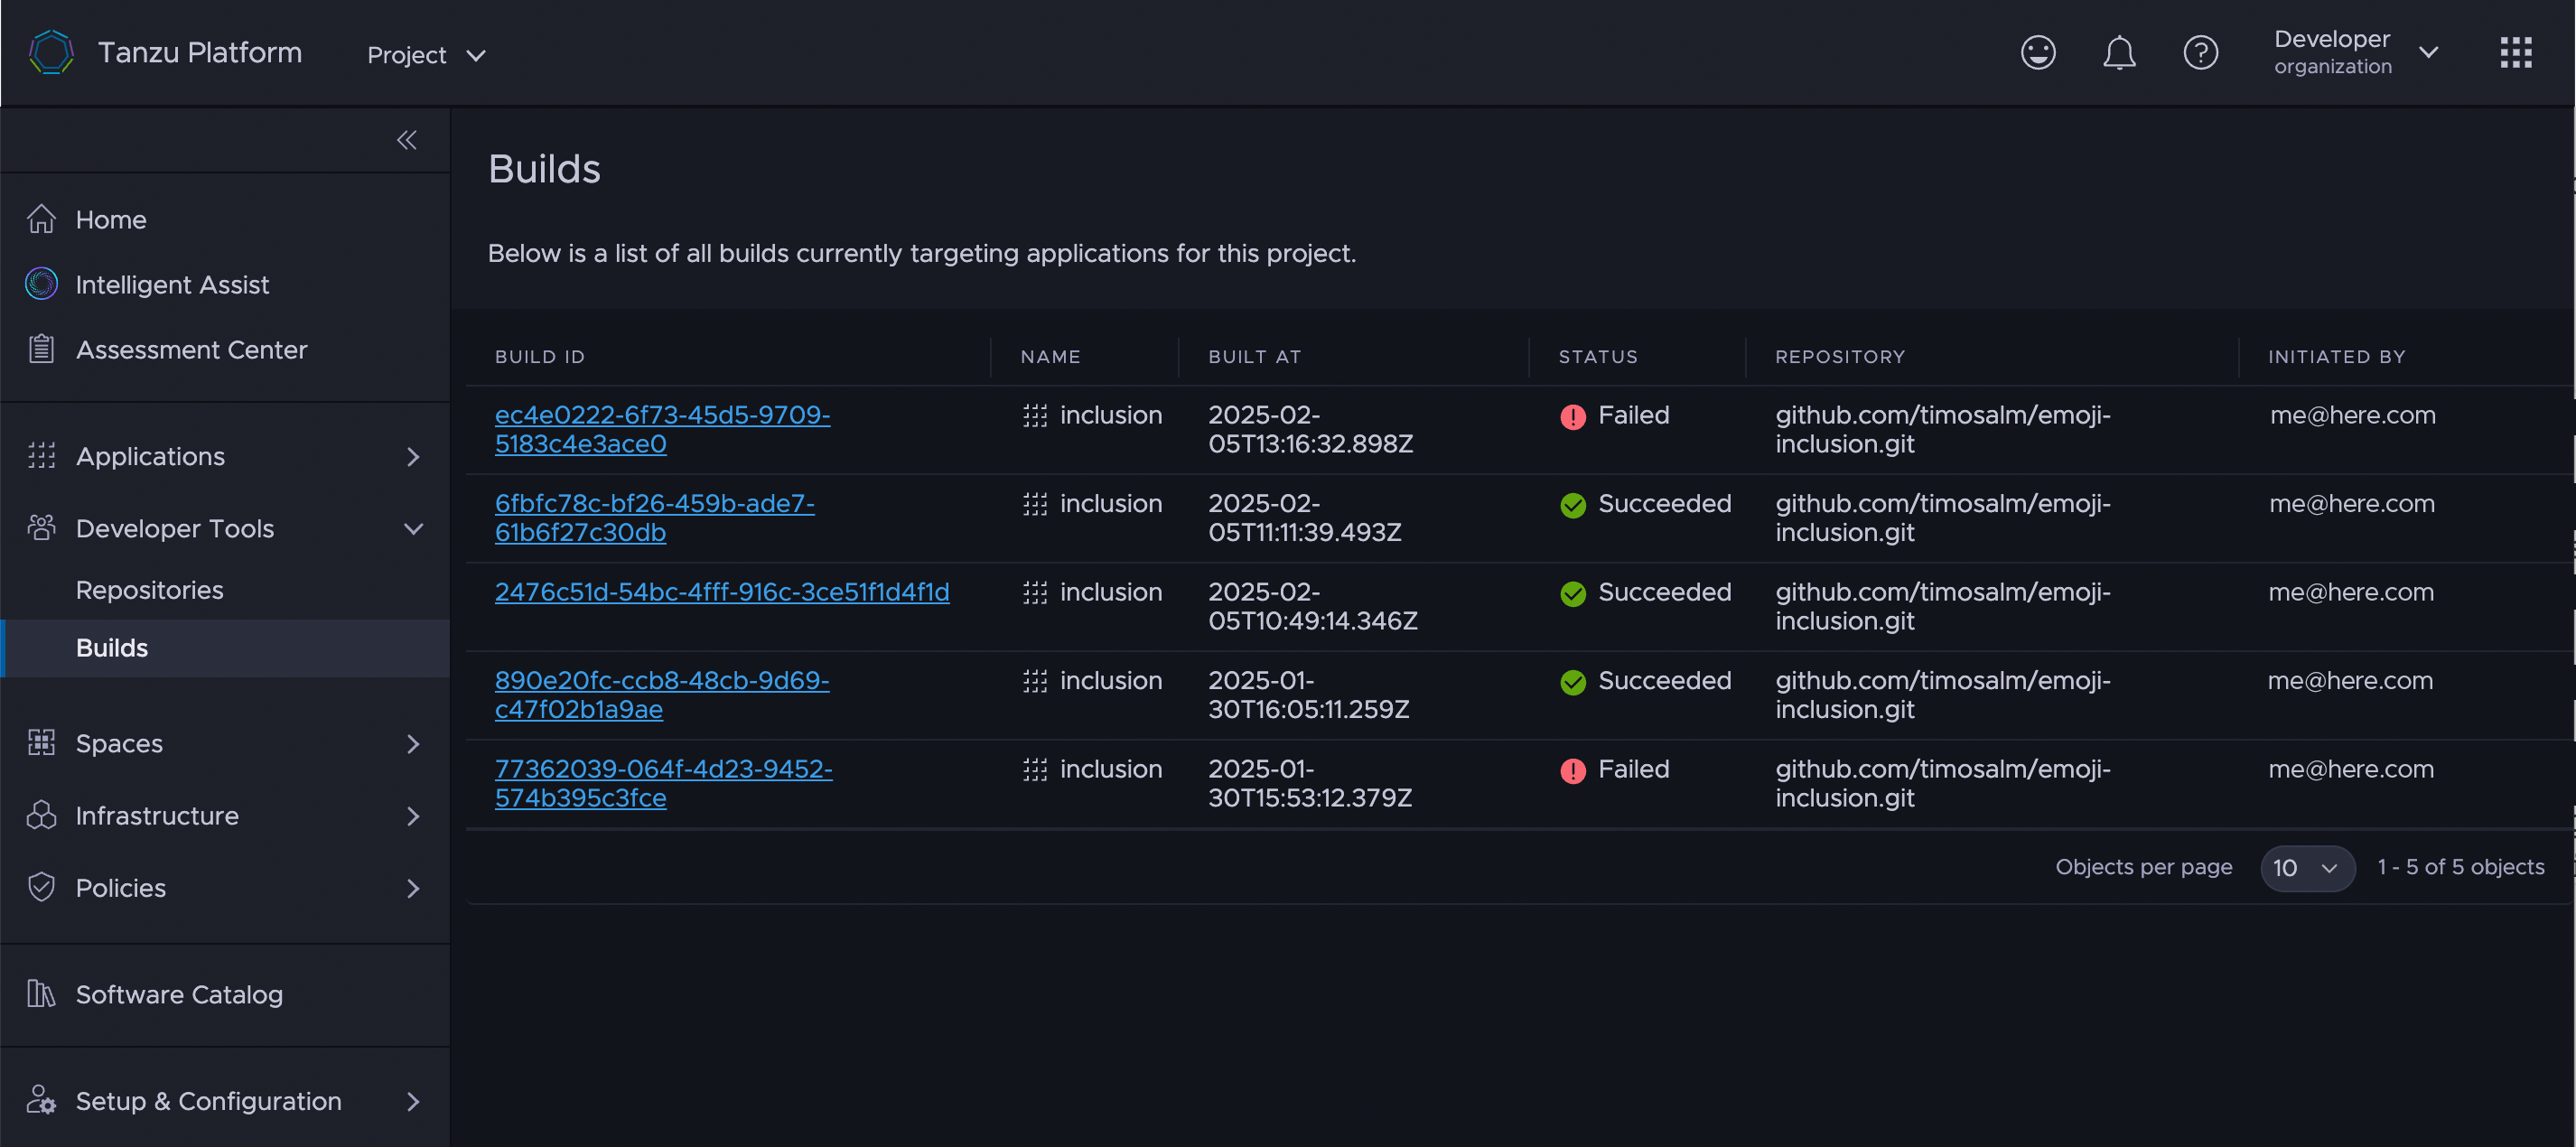 Tanzu Platform
Project
Developer
organization
Home
Intelligent Assist
Assessment Center
Applications
Developer Tools
Repositories
Builds
Spaces
Infrastructure
Policies
Software Catalog
Setup & Configuration
Builds
Below is a list of all builds currently targeting applications for this project.
BUILD ID NAME BUILT AT STATUS REPOSITORY INITIATED BY
ec4e0222-6f73-45d5-9709- inclusion 2025-02- Failed github.com/timosalm/emoji- me@here.com
5183c4e3ace0 05T13:16:32.898Z inclusion.git
6fbfc78c-bf26-459b-ade7- inclusion 2025-02- Succeeded github.com/timosalm/emoji- me@here.com
61b6f27c30db 05T11:11:39.493Z inclusion.git
2476c51d-54bc-4fff-916c-3ce51f1d4f1d inclusion 2025-02- Succeeded github.com/timosalm/emoji- me@here.com
05T10:49:14.346Z inclusion.git
890e20fc-ccb8-48cb-9d69- inclusion 2025-01- Succeeded github.com/timosalm/emoji- me@here.com
c47f02b1a9ae 30T16:05:11.259Z inclusion.git
77362039-064f-4d23-9452- inclusion 2025-01- Failed github.com/timosalm/emoji- me@here.com
574b395c3fce 30T15:53:12.379Z inclusion.git
Objects per page 10 1 - 5 of 5 objects